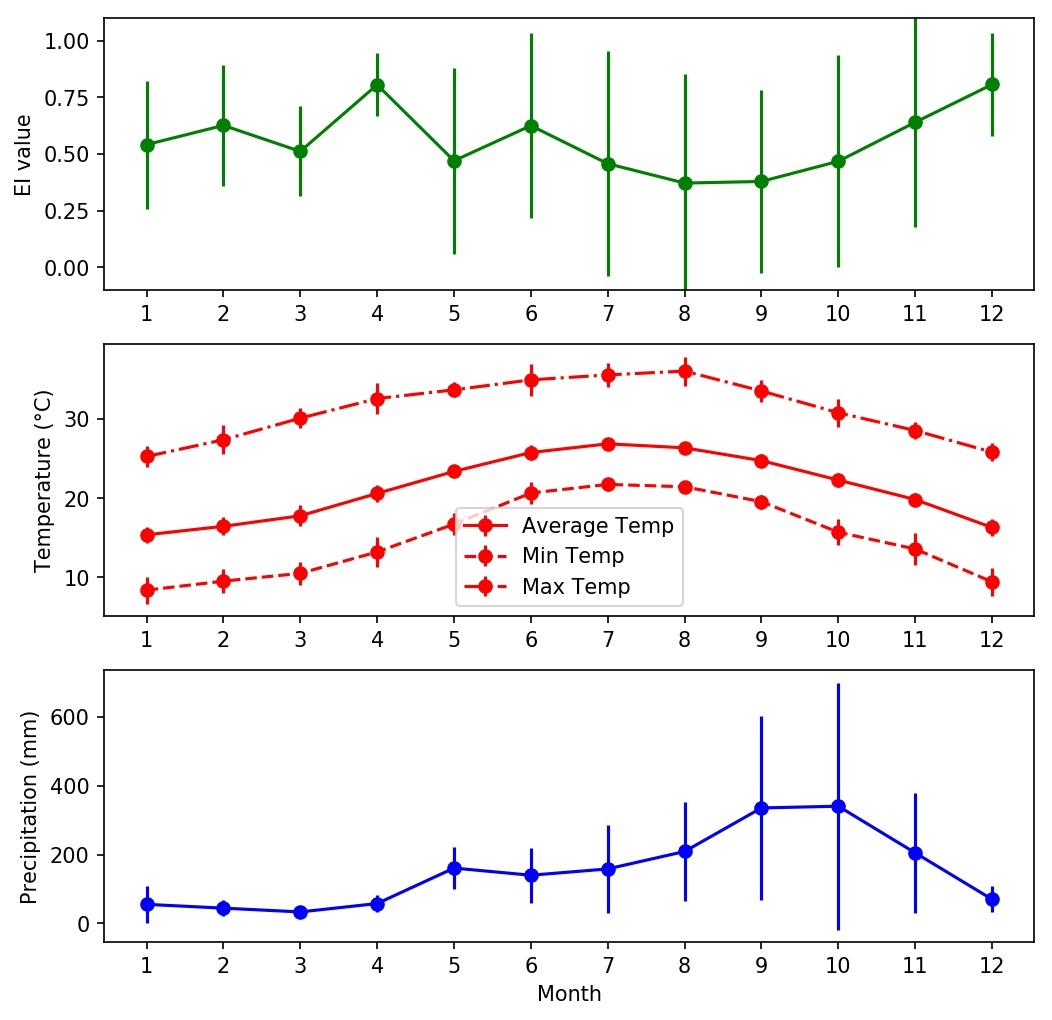 EI value
1.00
0.75
0.50
0.25
0.00
1 2 3 4 5 6 7 8 9 10 11 12
Temperature (°C)
30
20
10
Average Temp
Min Temp
Max Temp
1 2 3 4 5 6 7 8 9 10 11 12
Precipitation (mm)
600
400
200
0
1 2 3 4 5 6 7 8 9 10 11 12
Month